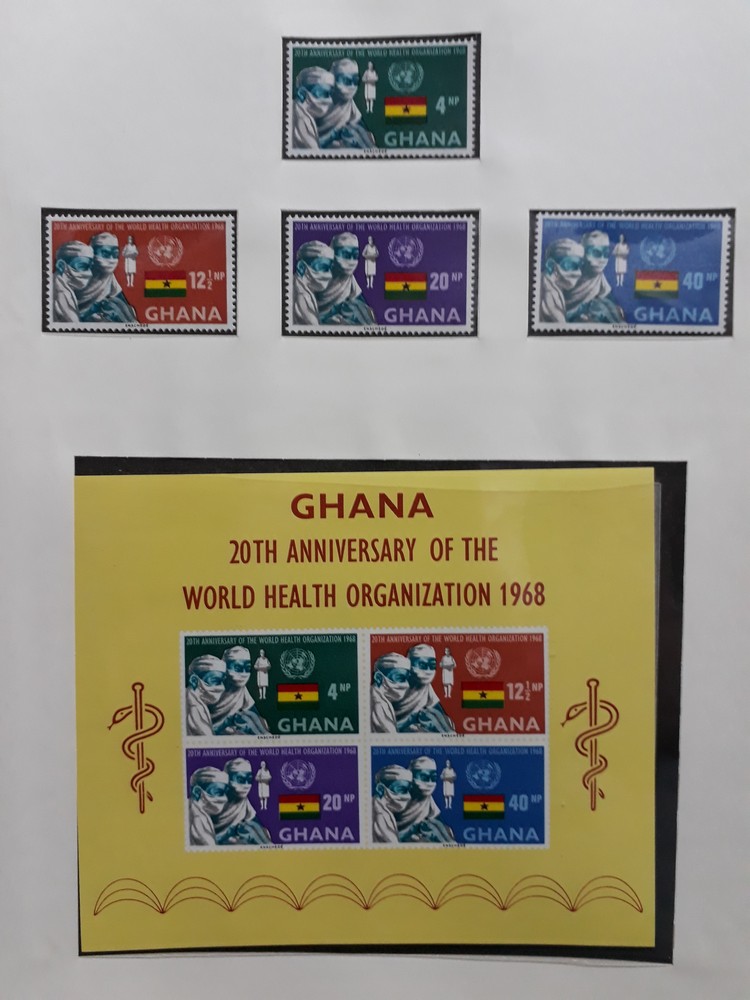 20TH ANNIVERSARY OF THE WORLD HEALTH ORGANIZATION 1968
4 NP
GHANA
20TH ANNIVERSARY OF THE WORLD HEALTH ORGANIZATION 1968
12½ NP
GHANA
20TH ANNIVERSARY OF THE WORLD HEALTH ORGANIZATION 1968
20 NP
GHANA
20TH ANNIVERSARY OF THE WORLD HEALTH ORGANIZATION 1968
40 NP
GHANA
GHANA
20TH ANNIVERSARY OF THE
WORLD HEALTH ORGANIZATION 1968
20TH ANNIVERSARY OF THE WORLD HEALTH ORGANIZATION 1968
4 NP
GHANA
20TH ANNIVERSARY OF THE WORLD HEALTH ORGANIZATION 1968
12½ NP
GHANA
20TH ANNIVERSARY OF THE WORLD HEALTH ORGANIZATION 1968
20 NP
GHANA
20TH ANNIVERSARY OF THE WORLD HEALTH ORGANIZATION 1968
40 NP
GHANA